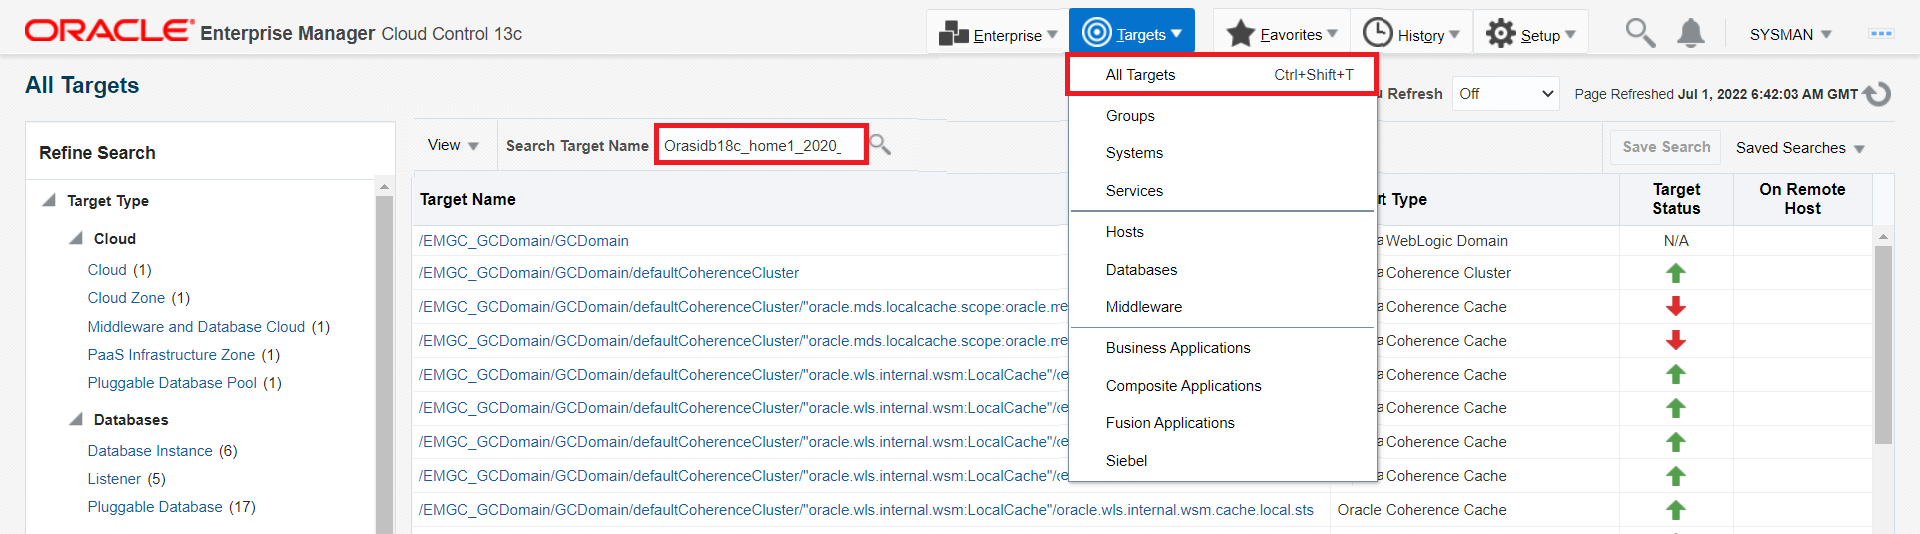 ORACLE Enterprise Manager Cloud Control 13c
Enterprise
Targets
Favorites
History
Setup
SYSMAN
All Targets
All Targets Ctrl+Shift+T
Groups
Systems
Services
Hosts
Databases
Middleware
Business Applications
Composite Applications
Fusion Applications
Siebel
Refresh Off
Page Refreshed Jul 1, 2022 6:42:03 AM GMT
Refine Search
Target Type
Cloud
Cloud (1)
Cloud Zone (1)
Middleware and Database Cloud (1)
PaaS Infrastructure Zone (1)
Pluggable Database Pool (1)
Databases
Database Instance (6)
Listener (5)
Pluggable Database (17)
View
Search Target Name Orasidb18c_home1_2020_
Save Search
Saved Searches
Target Name
Type
Target Status
On Remote Host
/EMGC_GCDomain/GCDomain WebLogic Domain N/A
/EMGC_GCDomain/GCDomain/defaultCoherenceCluster Coherence Cluster
/EMGC_GCDomain/GCDomain/defaultCoherenceCluster/"oracle.mds.localcache.scope:oracle.me Coherence Cache
/EMGC_GCDomain/GCDomain/defaultCoherenceCluster/"oracle.mds.localcache.scope:oracle.me Coherence Cache
/EMGC_GCDomain/GCDomain/defaultCoherenceCluster/"oracle.wls.internal.wsm:LocalCache"/o Coherence Cache
/EMGC_GCDomain/GCDomain/defaultCoherenceCluster/"oracle.wls.internal.wsm:LocalCache"/o Coherence Cache
/EMGC_GCDomain/GCDomain/defaultCoherenceCluster/"oracle.wls.internal.wsm:LocalCache"/o Coherence Cache
/EMGC_GCDomain/GCDomain/defaultCoherenceCluster/"oracle.wls.internal.wsm:LocalCache"/o Coherence Cache
/EMGC_GCDomain/GCDomain/defaultCoherenceCluster/"oracle.wls.internal.wsm:LocalCache"/oracle.wls.internal.wsm.cache.local.sts Oracle Coherence Cache